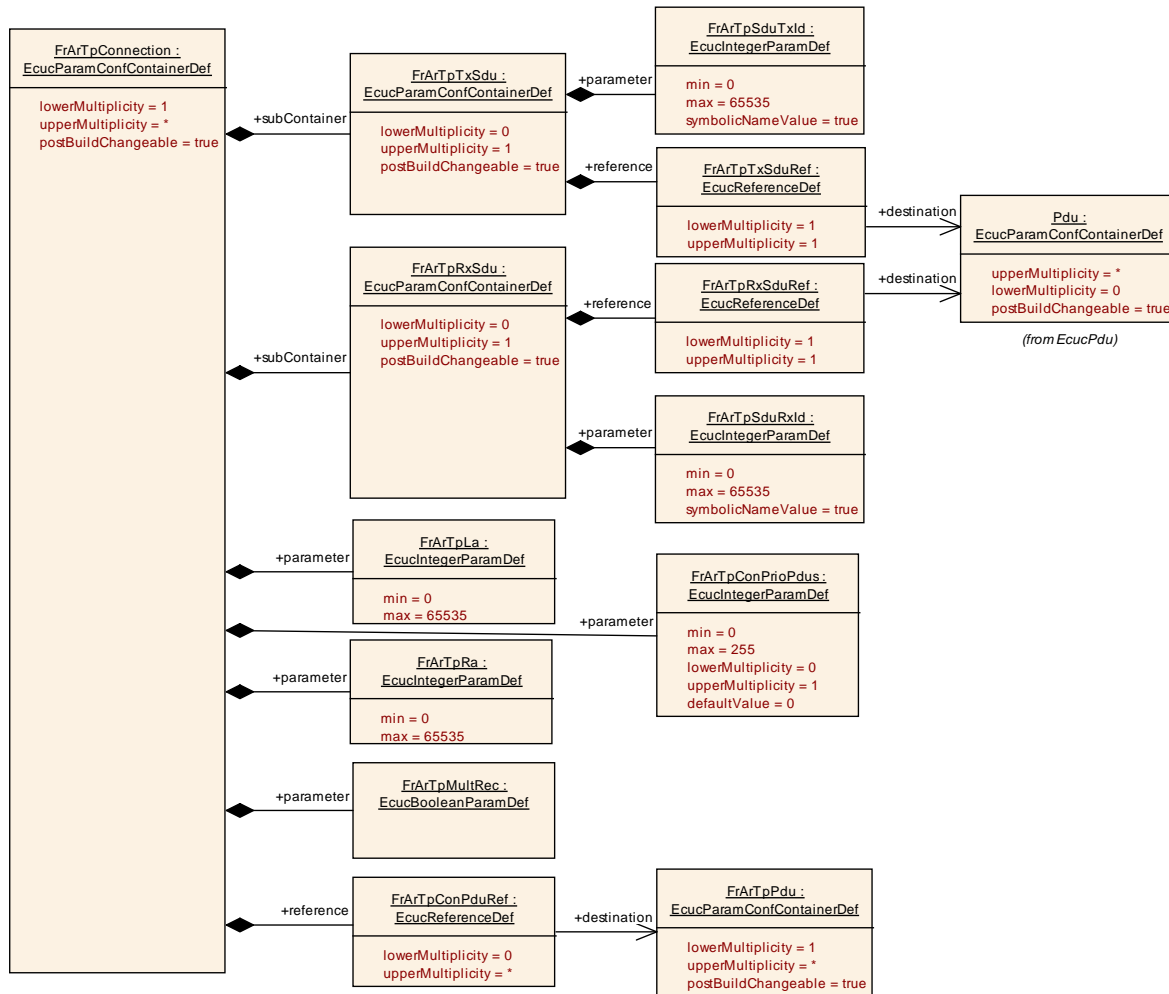 FrArTpConnection :
EcucParamConfContainerDef
lowerMultiplicity = 1
upperMultiplicity = *
postBuildChangeable = true
+subContainer
FrArTpTxSdu :
EcucParamConfContainerDef
lowerMultiplicity = 0
upperMultiplicity = 1
postBuildChangeable = true
+parameter
FrArTpSduTxId :
EcucIntegerParamDef
min = 0
max = 65535
symbolicNameValue = true
+reference
FrArTpTxSduRef :
EcucReferenceDef
lowerMultiplicity = 1
upperMultiplicity = 1
+destination
Pdu :
EcucParamConfContainerDef
upperMultiplicity = *
lowerMultiplicity = 0
postBuildChangeable = true
(from EcucPdu)
+subContainer
FrArTpRxSdu :
EcucParamConfContainerDef
lowerMultiplicity = 0
upperMultiplicity = 1
postBuildChangeable = true
+reference
FrArTpRxSduRef :
EcucReferenceDef
lowerMultiplicity = 1
upperMultiplicity = 1
+destination
+parameter
FrArTpSduRxId :
EcucIntegerParamDef
min = 0
max = 65535
symbolicNameValue = true
+parameter
FrArTpLa :
EcucIntegerParamDef
min = 0
max = 65535
+parameter
FrArTpConPrioPdus :
EcucIntegerParamDef
min = 0
max = 255
lowerMultiplicity = 0
upperMultiplicity = 1
defaultValue = 0
+parameter
FrArTpRa :
EcucIntegerParamDef
min = 0
max = 65535
+parameter
FrArTpMultRec :
EcucBooleanParamDef
+reference
FrArTpConPduRef :
EcucReferenceDef
lowerMultiplicity = 0
upperMultiplicity = *
+destination
FrArTpPdu :
EcucParamConfContainerDef
lowerMultiplicity = 1
upperMultiplicity = *
postBuildChangeable = true